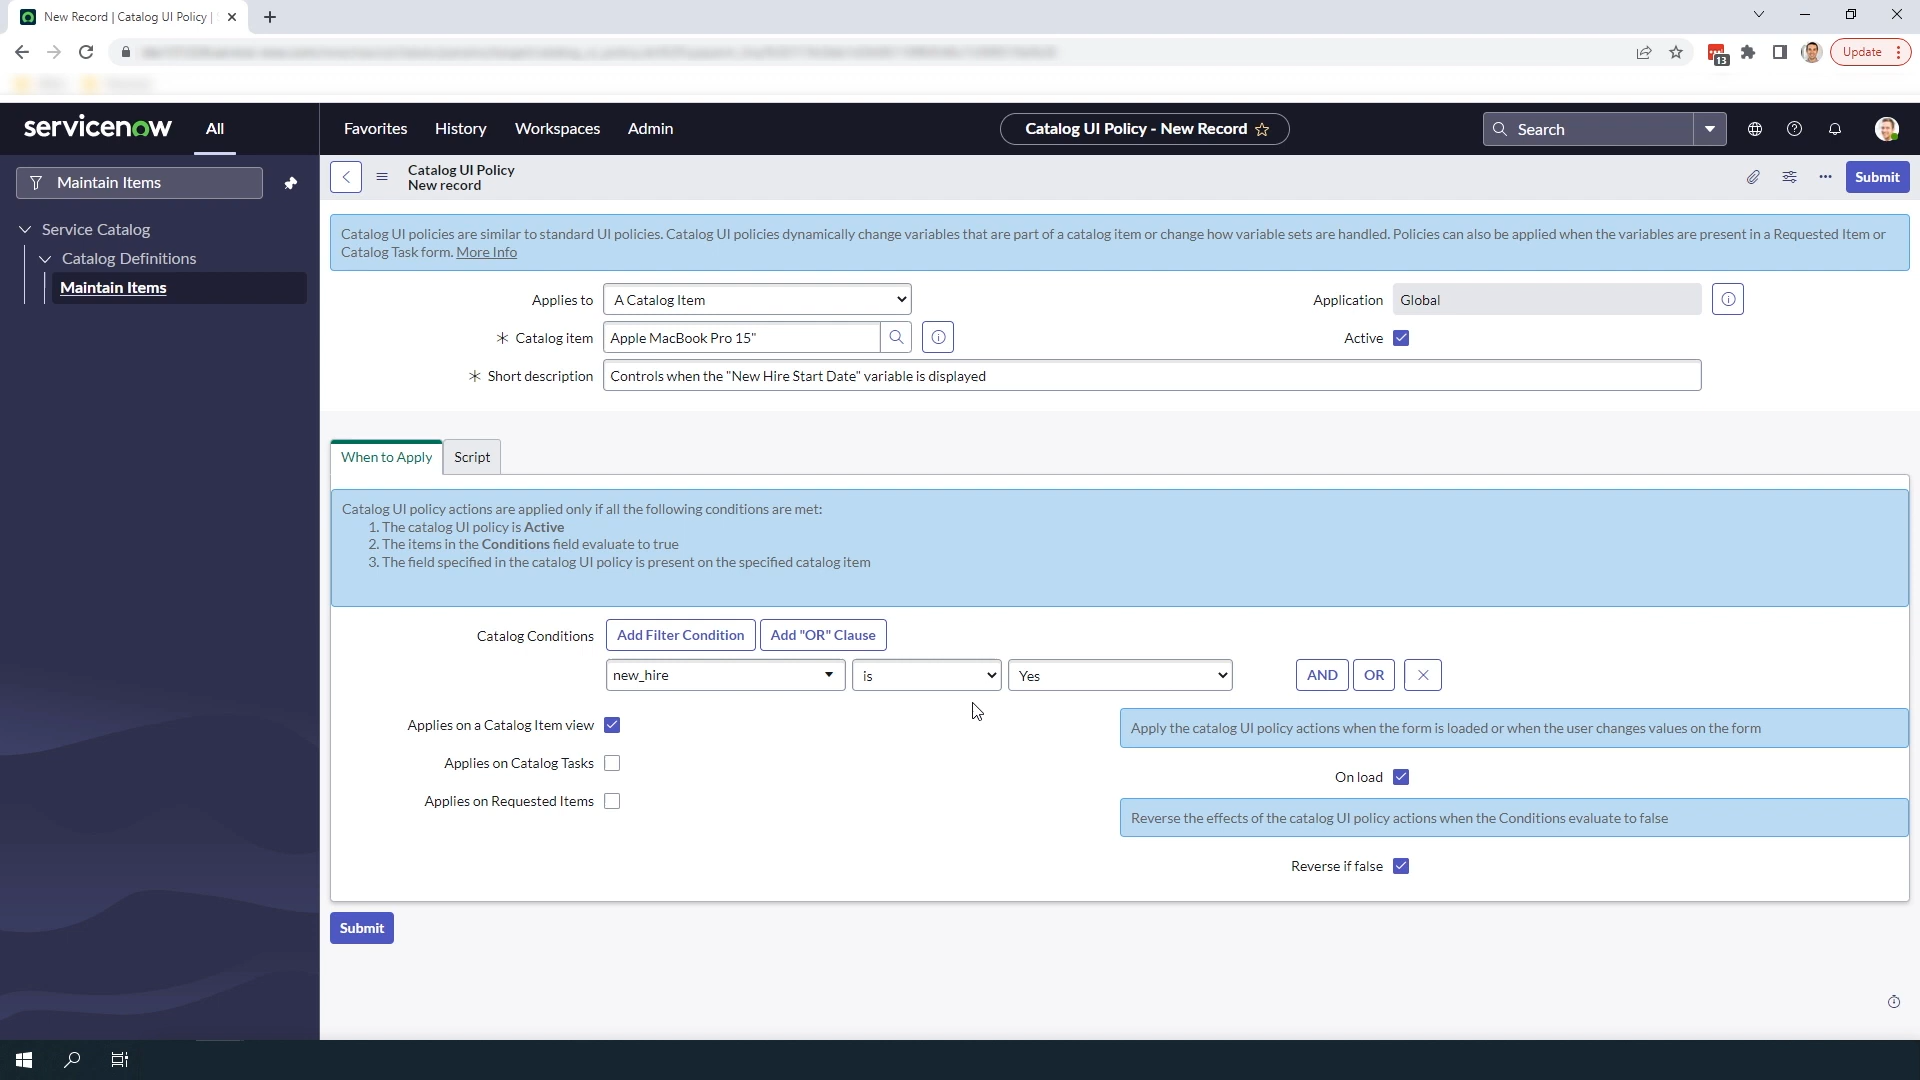 New Record | Catalog UI Policy |
Update
13
servicenow
All
Favorites
History
Workspaces
Admin
Catalog UI Policy - New Record
Search
Maintain Items
Service Catalog
Catalog Definitions
Maintain Items
Catalog UI Policy
New record
Submit
Catalog UI policies are similar to standard UI policies. Catalog UI policies dynamically change variables that are part of a catalog item or change how variable sets are handled. Policies can also be applied when the variables are present in a Requested Item or
Catalog Task form. More Info
Applies to
A Catalog Item
Application
Global
Catalog item
Apple MacBook Pro 15"
Active
Short description
Controls when the "New Hire Start Date" variable is displayed
When to Apply
Script
Catalog UI policy actions are applied only if all the following conditions are met:
1. The catalog UI policy is Active
2. The items in the Conditions field evaluate to true
3. The field specified in the catalog UI policy is present on the specified catalog item
Catalog Conditions
Add Filter Condition
Add "OR" Clause
new_hire
is
Yes
AND
OR
Applies on a Catalog Item view
Apply the catalog UI policy actions when the form is loaded or when the user changes values on the form
Applies on Catalog Tasks
On load
Applies on Requested Items
Reverse the effects of the catalog UI policy actions when the Conditions evaluate to false
Reverse if false
Submit